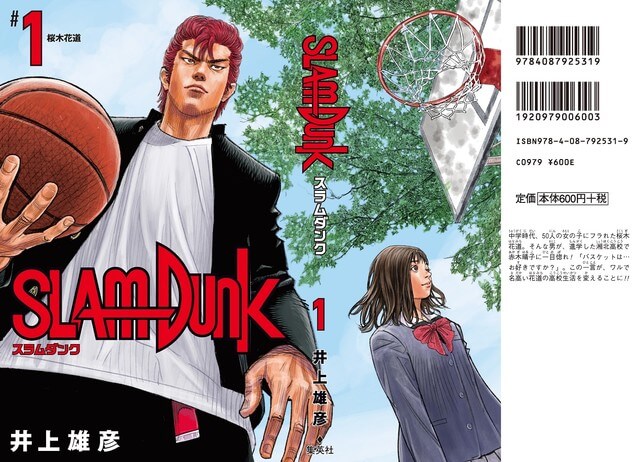 #1
桜木花道
SLAM DUNK
スラムダンク
井上雄彦
SLAM DUNK
スラムダンク
1
井上雄彦
集英社
9784087925319
1920979006003
ISBN978-4-08-792531-9
C0979 ¥600E
定価 本体600円+税
中学時代、50人の女の子にフラれた桜木
花道。そんな男が、進学した湘北高校で
赤木晴子に一目惚れ!「バスケットは…
お好きですか?」。この一言が、ワルで
名高い花道の高校生活を変えることに!!